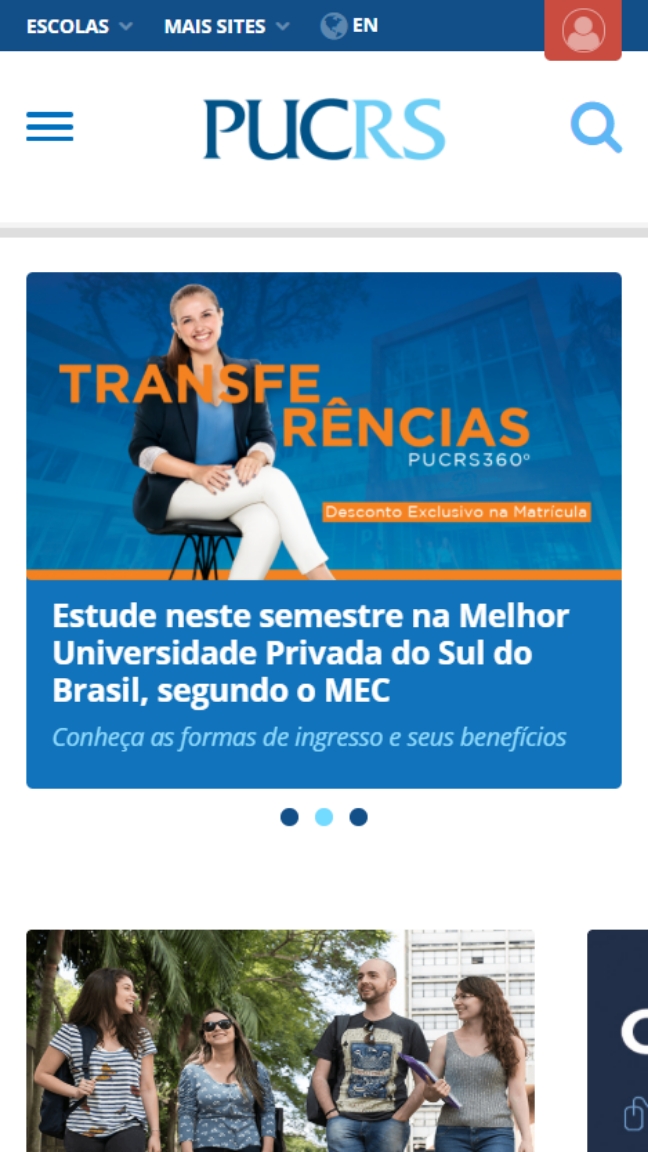 ESCOLAS MAIS SITES EN
PUCRS
TRANSFE
RÊNCIAS
PUCRS360º
Desconto Exclusivo na Matrícula
Estude neste semestre na Melhor
Universidade Privada do Sul do
Brasil, segundo o MEC
Conheça as formas de ingresso e seus benefícios